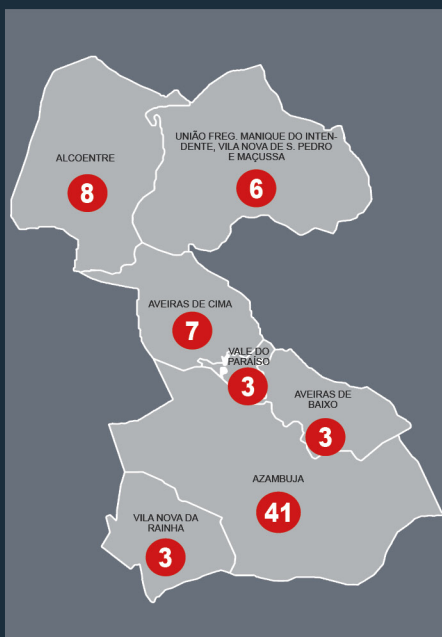 ALCOENTRE
8
UNIÃO FREG. MANIQUE DO INTEN-
DENTE, VILA NOVA DE S. PEDRO
E MAÇUSSA
6
AVEIRAS DE CIMA
7
VALE DO
PARAÍSO
3
AVEIRAS DE
BAIXO
3
AZAMBUJA
41
VILA NOVA DA
RAINHA
3